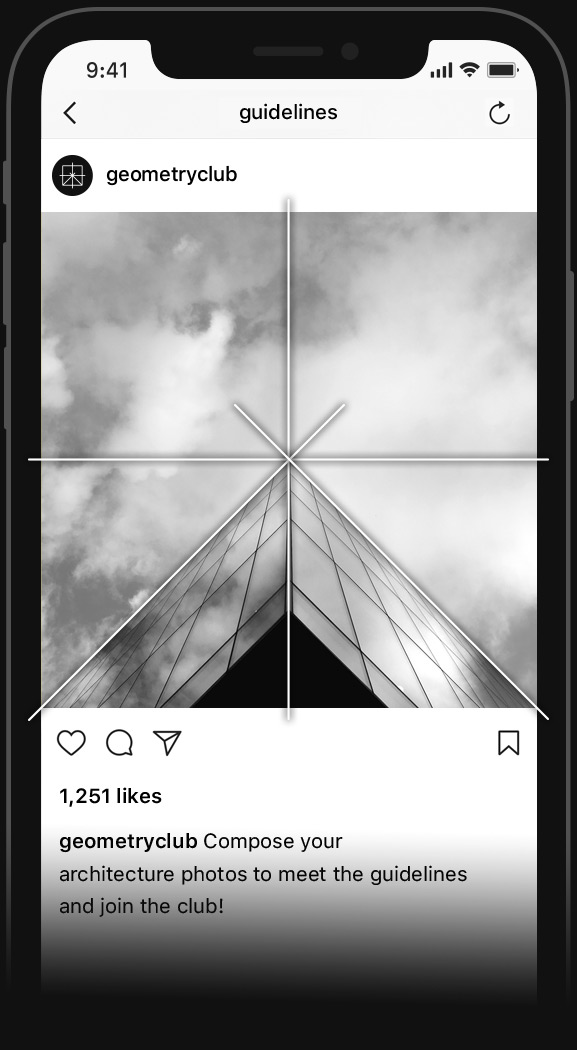 9:41
guidelines
geometryclub
1,251 likes
geometryclub Compose your
architecture photos to meet the guidelines
and join the club!